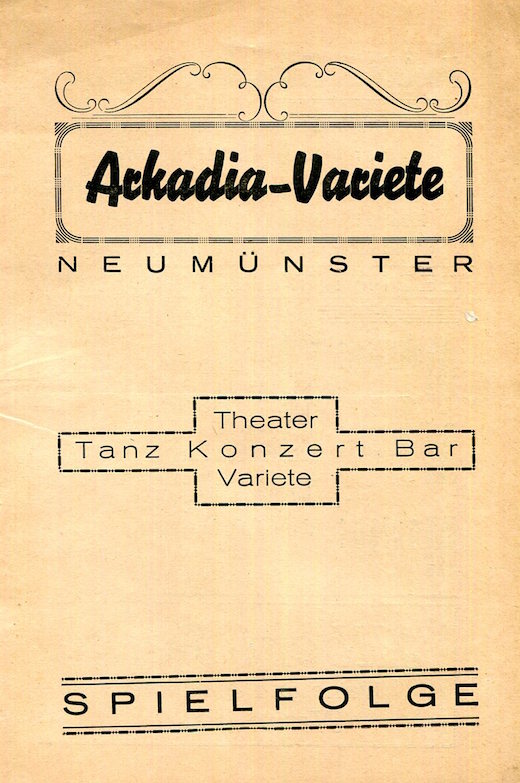 Arkadia-Variete
NEUMÜNSTER
Theater
Tanz Konzert Bar
Variete
SPIELFOLGE